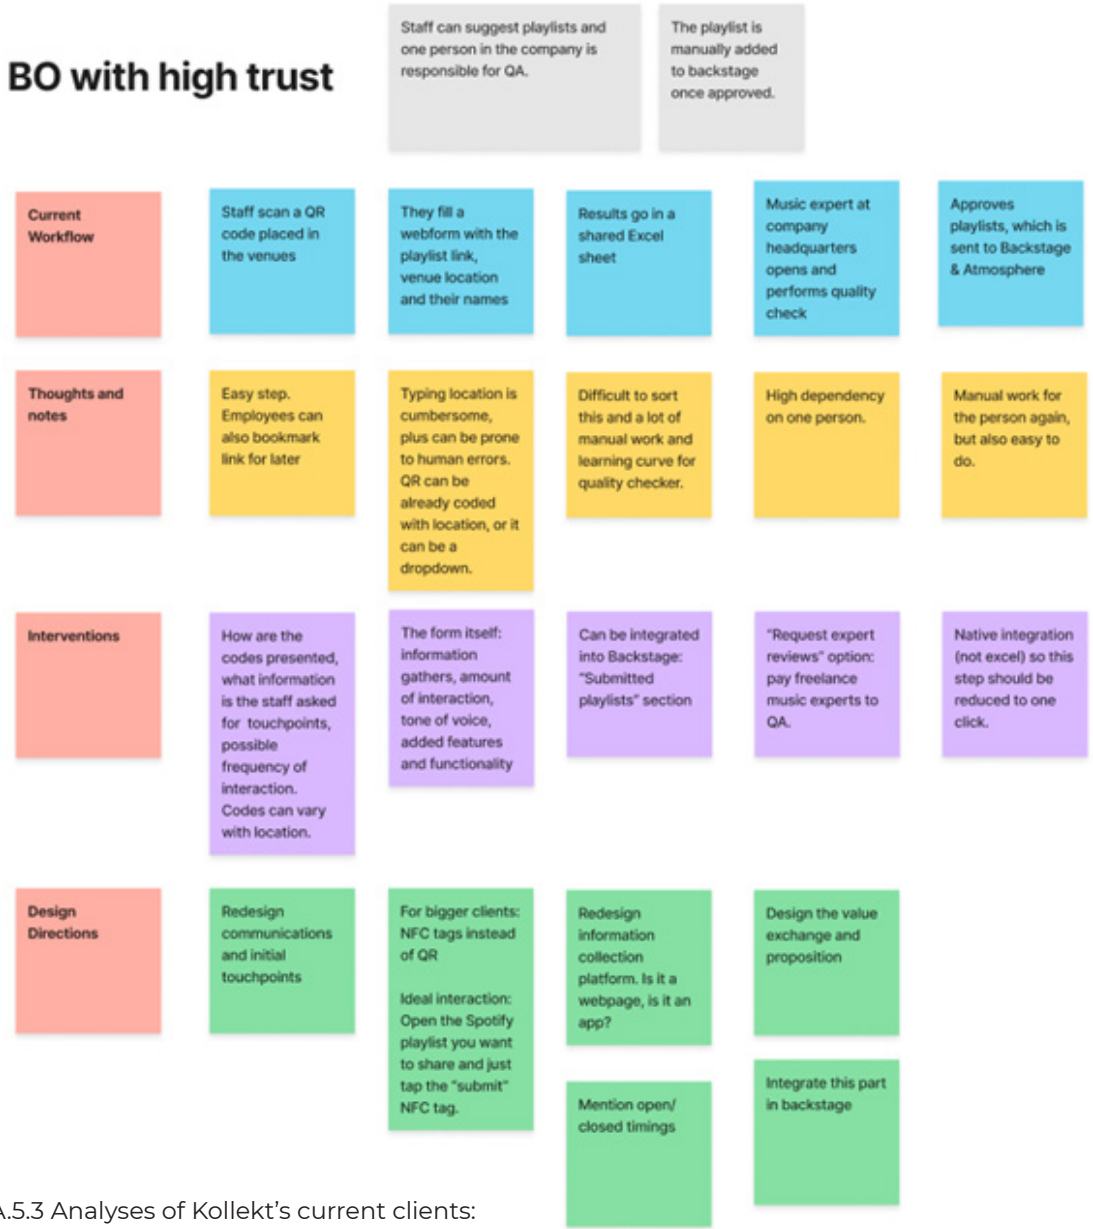 BO with high trust
Staff can suggest playlists and
one person in the company is
responsible for QA.
The playlist is
manually added
to backstage
once approved.
Current
Workflow
Staff scan a QR
code placed in
the venues
They fill a
webform with the
playlist link,
venue location
and their names
Results go in a
shared Excel
sheet
Music expert at
company
headquarters
opens and
performs quality
check
Approves
playlists, which is
sent to Backstage
& Atmosphere
Thoughts and
notes
Easy step.
Employees can
also bookmark
link for later
Typing location is
cumbersome,
plus can be prone
to human errors.
QR can be
already coded
with location, or it
can be a
dropdown.
Difficult to sort
this and a lot of
manual work and
learning curve for
quality checker.
High dependency
on one person.
Manual work for
the person again,
but also easy to
do.
Interventions
How are the
codes presented,
what information
is the staff asked
for touchpoints,
possible
frequency of
interaction.
Codes can vary
with location.
The form itself:
information
gathers, amount
of interaction,
tone of voice,
added features
and functionality
Can be integrated
into Backstage:
"Submitted
playlists" section
"Request expert
reviews" option:
pay freelance
music experts to
QA.
Native integration
(not excel) so this
step should be
reduced to one
click.
Design
Directions
Redesign
communications
and initial
touchpoints
For bigger clients:
NFC tags instead
of QR
Ideal interaction:
Open the Spotify
playlist you want
to share and just
tap the "submit"
NFC tag.
Redesign
information
collection
platform. Is it a
webpage, is it an
app?
Mention open/
closed timings
Design the value
exchange and
proposition
Integrate this part
in backstage
A.5.3 Analyses of Kollekt's current clients: